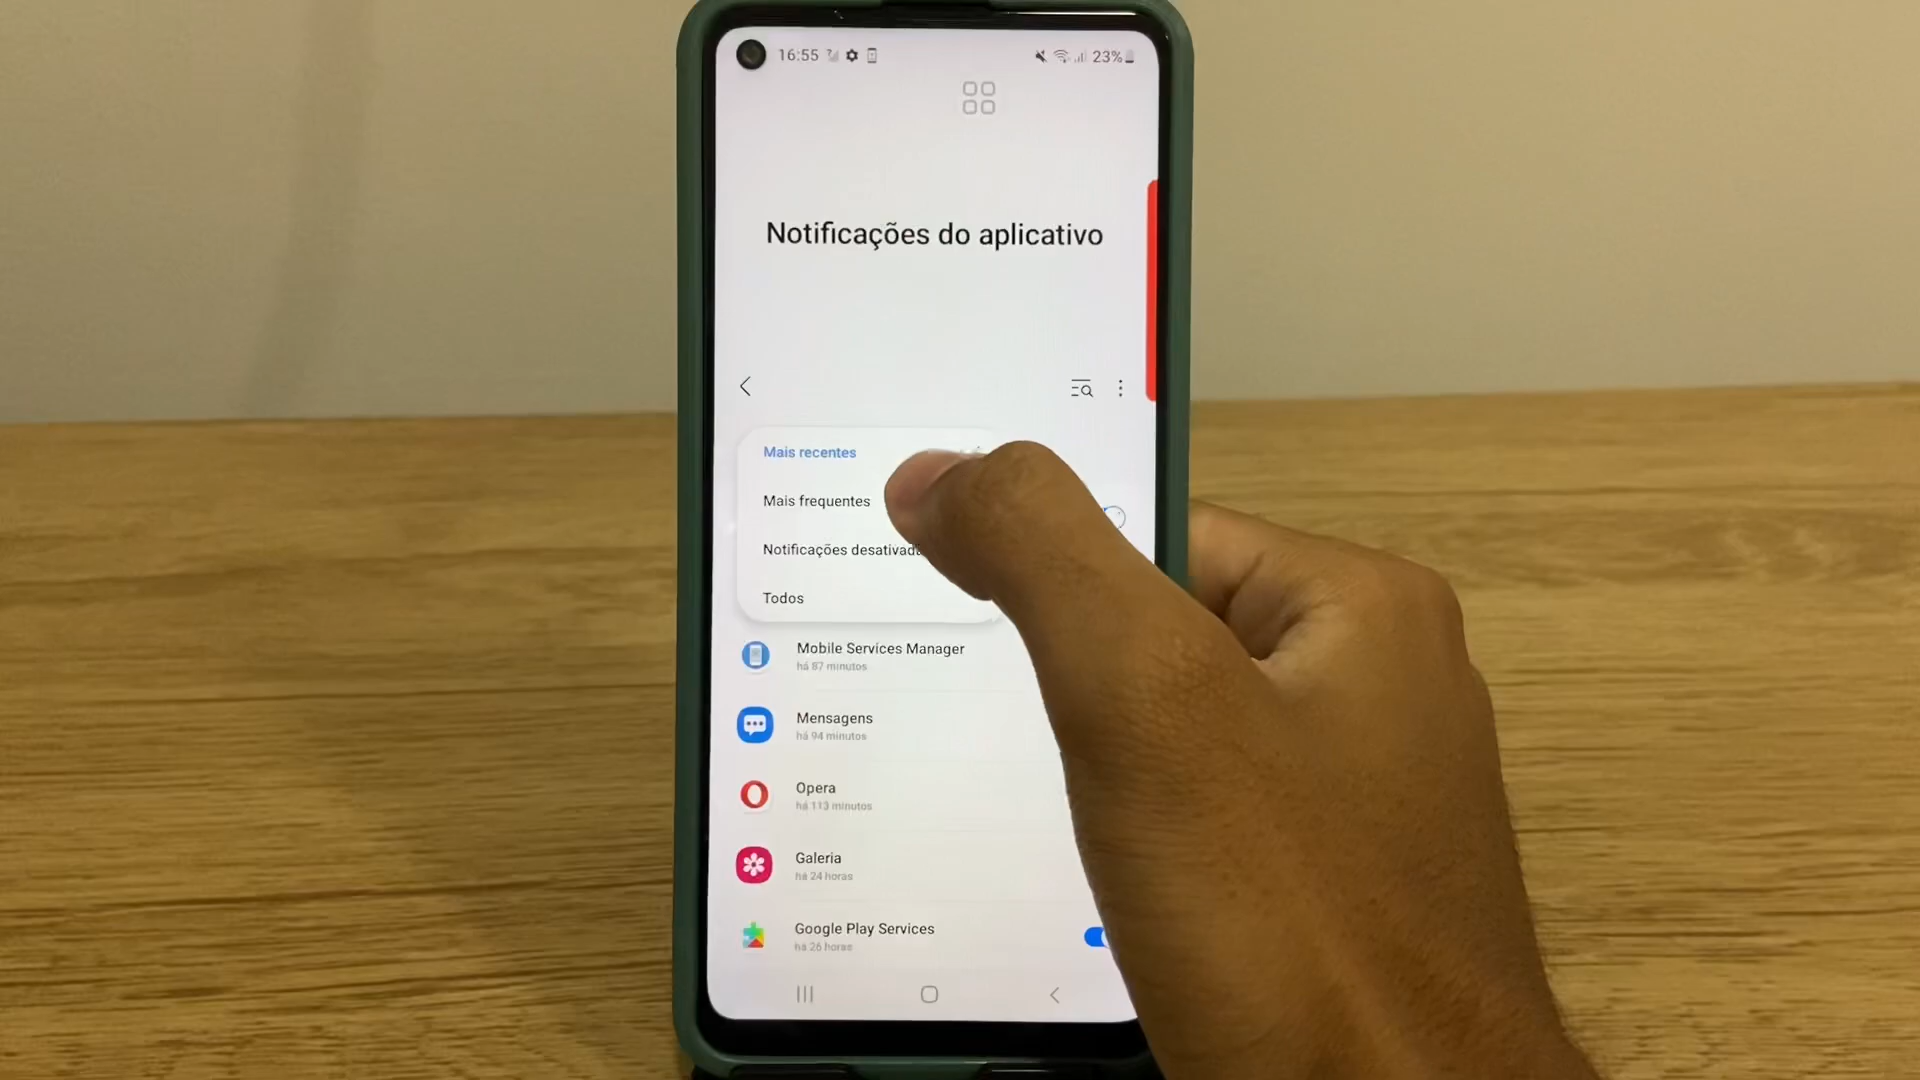 16:55
23%
Notificações do aplicativo
Mais recentes
Mais frequentes
Notificações
Todos
Mobile Services Manager
há 87 minutos
Mensagens
há 94 minutos
Opera
há 113 minutos
Galeria
há 24 horas
Google Play Services
há 26 horas